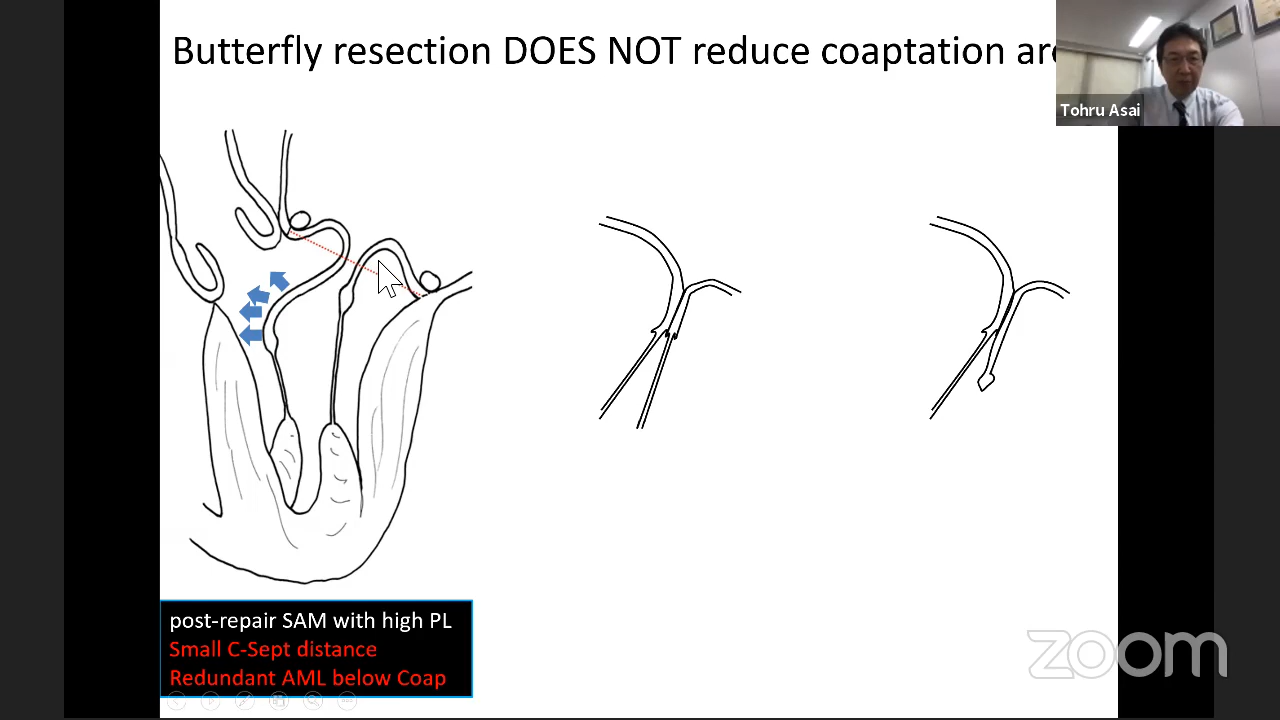 Butterfly resection DOES NOT reduce coaptation
Tohru Asai
post-repair SAM with high PL
Small C-Sept distance
Redundant AML below Coap
zoom